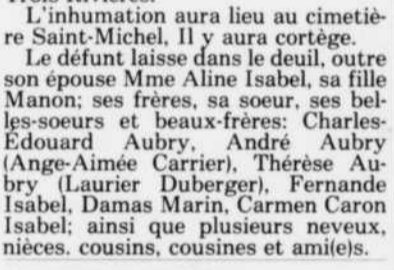 Trois-Rivières.
L'inhumation aura lieu au cimetiè-
re Saint-Michel, Il y aura cortège.
Le défunt laisse dans le deuil, outre
son épouse Mme Aline Isabel, sa fille
Manon; ses frères, sa soeur, ses bel-
les-soeurs et beaux-frères: Charles-
Édouard Aubry, André Aubry
(Ange-Aimée Carrier), Thérèse Au-
bry (Laurier Duberger), Fernande
Isabel, Damas Marin, Carmen Caron
Isabel; ainsi que plusieurs neveux,
nièces. cousins, cousines et ami(e)s.